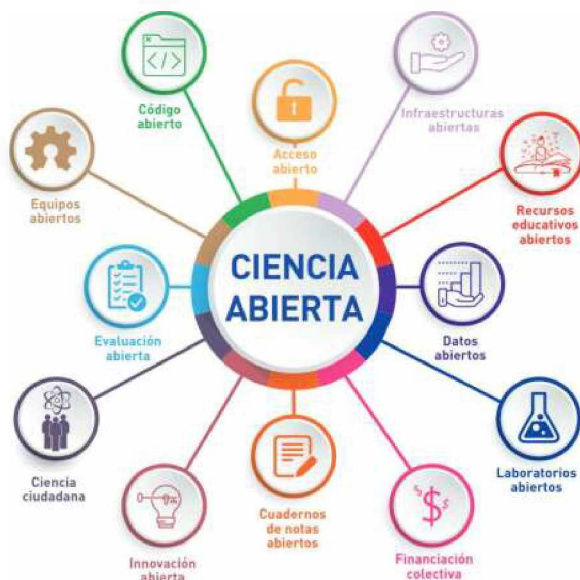 Código
abierto
Acceso
abierto
Infraestructuras
abiertas
Equipos
abiertos
Recursos
educativos
abiertos
CIENCIA
ABIERTA
Evaluación
abierta
Datos
abiertos
Ciencia
ciudadana
Laboratorios
abiertos
Innovación
abierta
Cuadernos
de notas
abiertos
Financiación
colectiva